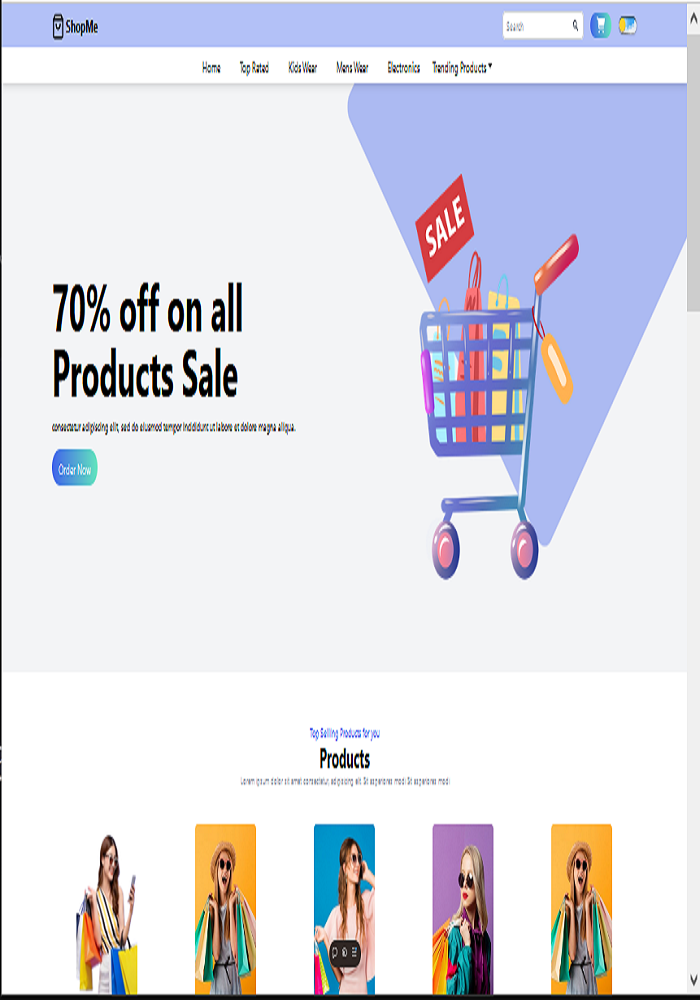 ShopMe
Search
Home Top Rated Kids Wear Mens Wear Electronics Trending Products
SALE
70% off on all
Products Sale
consectetur adipiscing elit, sed do eiusmod tempor incididunt ut labore et dolore magna aliqua.
Order Now
Top Selling Products for you
Products
Lorem ipsum dolor sit amet consectetur, adipisicing elit. Sit asperiores modi Sit asperiores modi